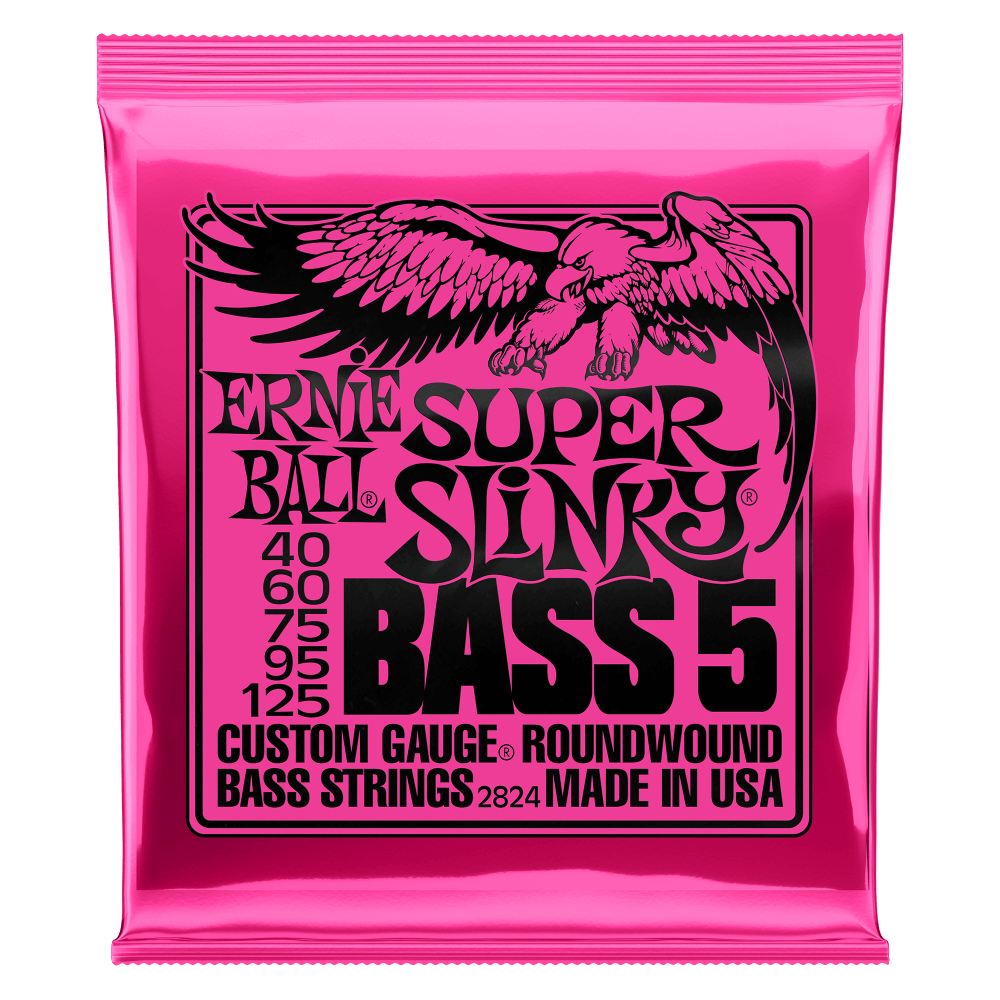 ERNiE
BALL®
SUPER
SLiNKY®
40
60
75
95
125
BASS 5
CUSTOM GAUGE® ROUNDWOUND
BASS STRINGS 2824 MADE IN USA